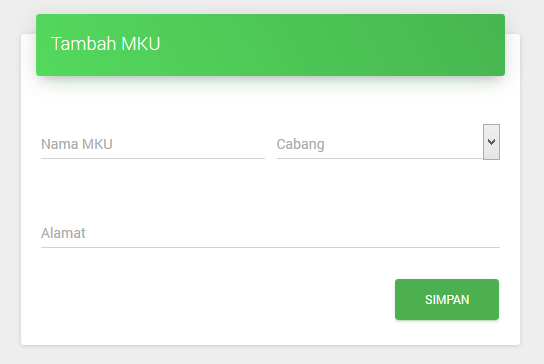 Tambah MKU
Nama MKU
Cabang
Alamat
SIMPAN